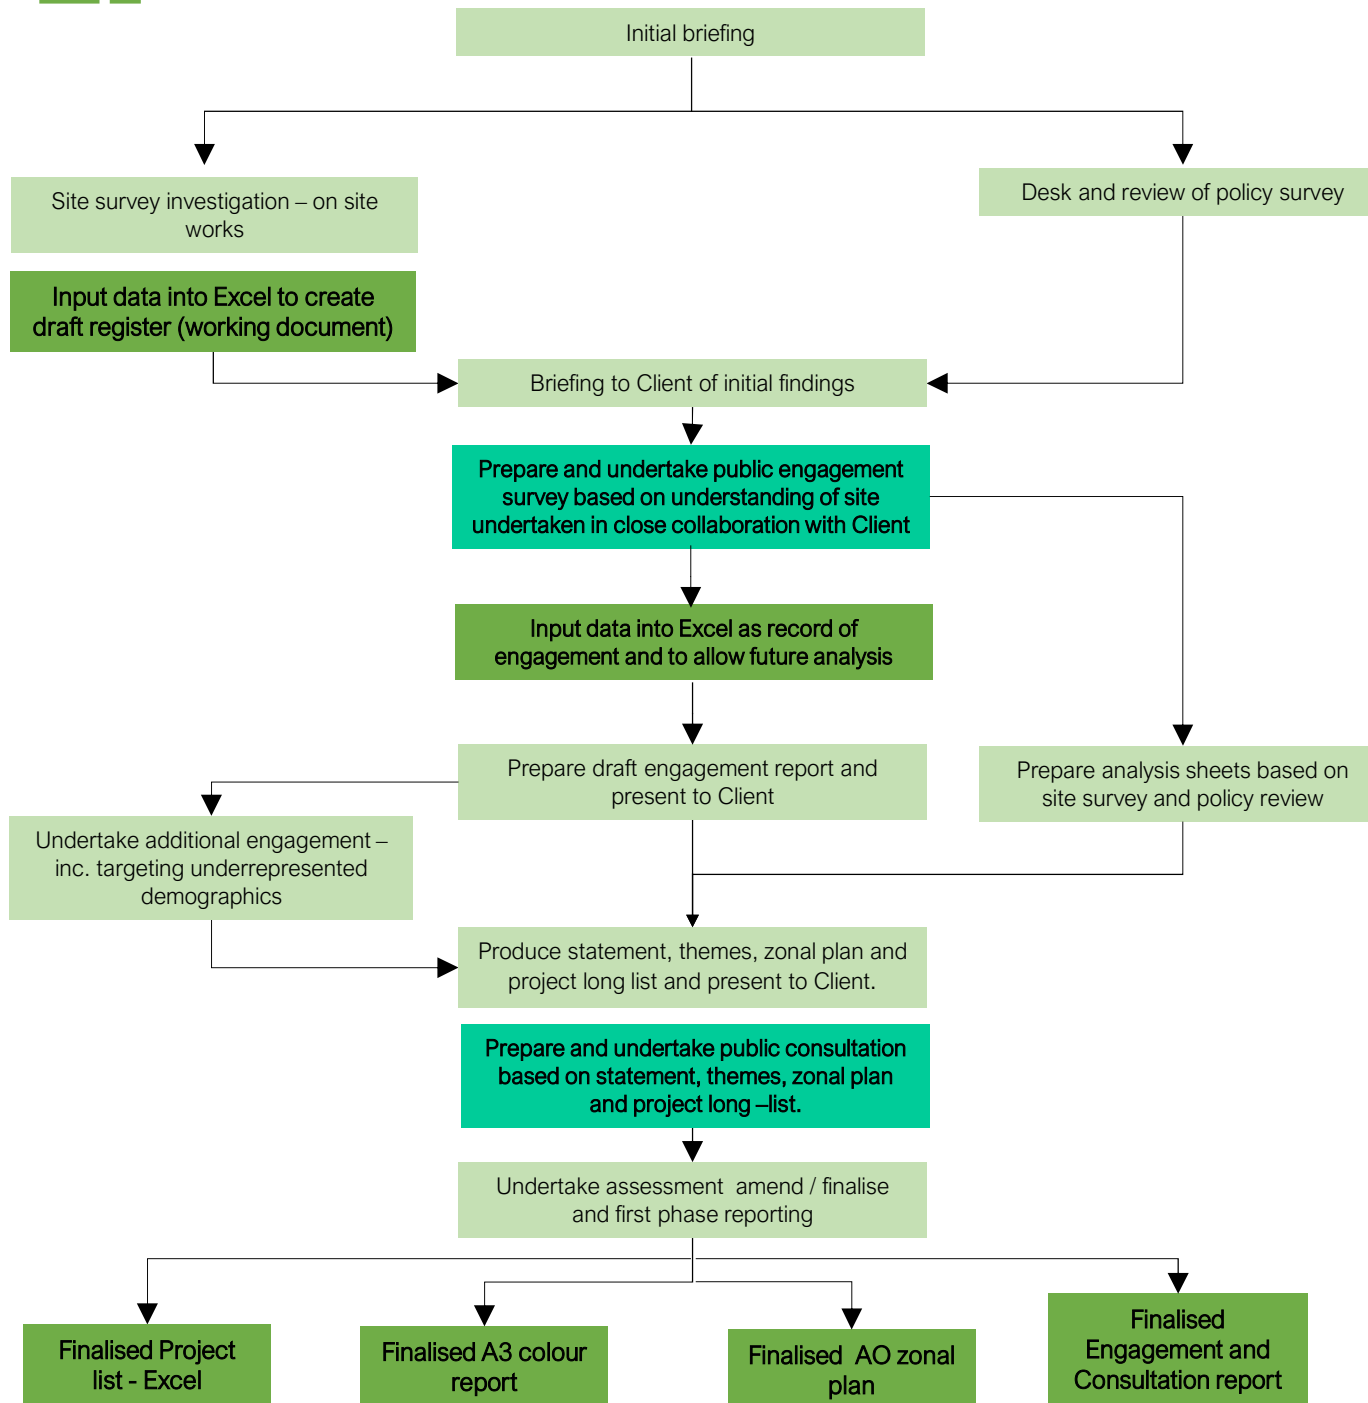 Initial briefing
Site survey investigation – on site
works
Desk and review of policy survey
Input data into Excel to create
draft register (working document)
Briefing to Client of initial findings
Prepare and undertake public engagement
survey based on understanding of site
undertaken in close collaboration with Client
Input data into Excel as record of
engagement and to allow future analysis
Prepare draft engagement report and
present to Client
Prepare analysis sheets based on
site survey and policy review
Undertake additional engagement –
inc. targeting underrepresented
demographics
Produce statement, themes, zonal plan and
project long list and present to Client.
Prepare and undertake public consultation
based on statement, themes, zonal plan
and project long –list.
Undertake assessment  amend / finalise
and first phase reporting
Finalised Project
list - Excel
Finalised A3 colour
report
Finalised  AO zonal
plan
Finalised
Engagement and
Consultation report